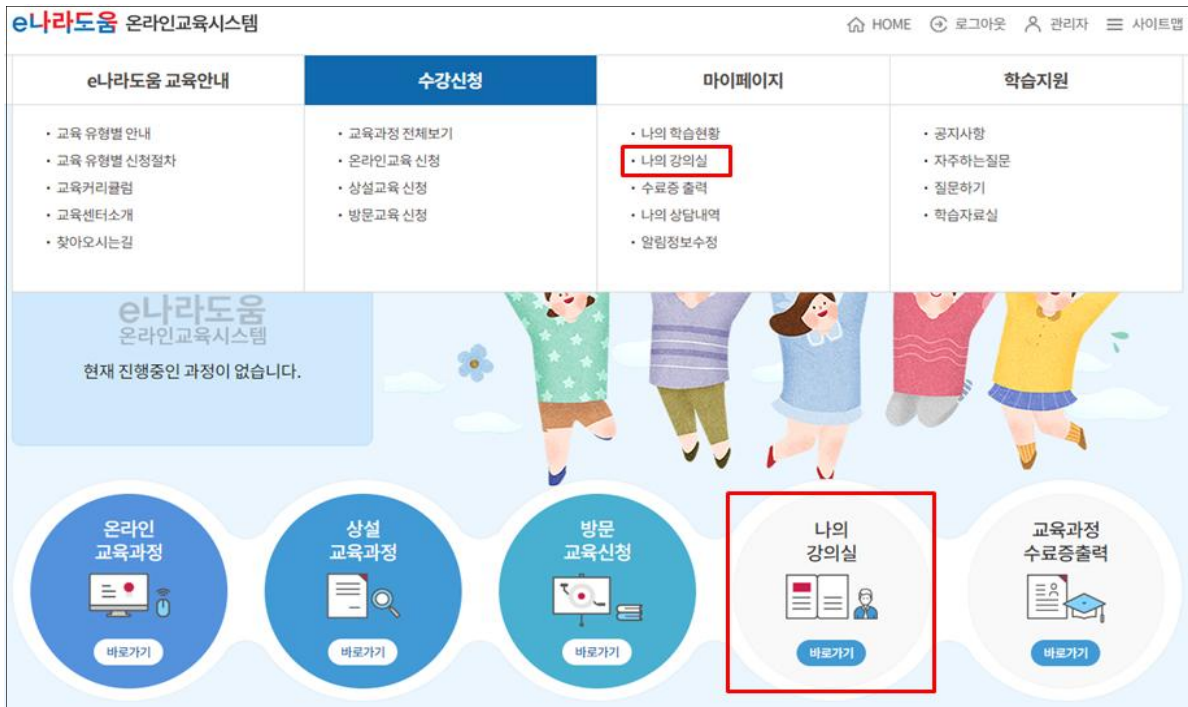 e나라도움 온라인교육시스템
HOME 로그아웃 관리자 사이트맵
e나라도움 교육안내
수강신청
마이페이지
학습지원
• 교육 유형별 안내
• 교육 유형별 신청절차
• 교육커리큘럼
• 교육센터소개
• 찾아오시는길
• 교육과정 전체보기
• 온라인교육 신청
• 상설교육 신청
• 방문교육 신청
• 나의 학습현황
• 나의 강의실
• 수료증 출력
• 나의 상담내역
• 알림정보수정
• 공지사항
• 자주하는질문
• 질문하기
• 학습자료실
e나라도움
온라인교육시스템
현재 진행중인 과정이 없습니다.
온라인
교육과정
바로가기
상설
교육과정
바로가기
방문
교육신청
바로가기
나의
강의실
바로가기
교육과정
수료증출력
바로가기